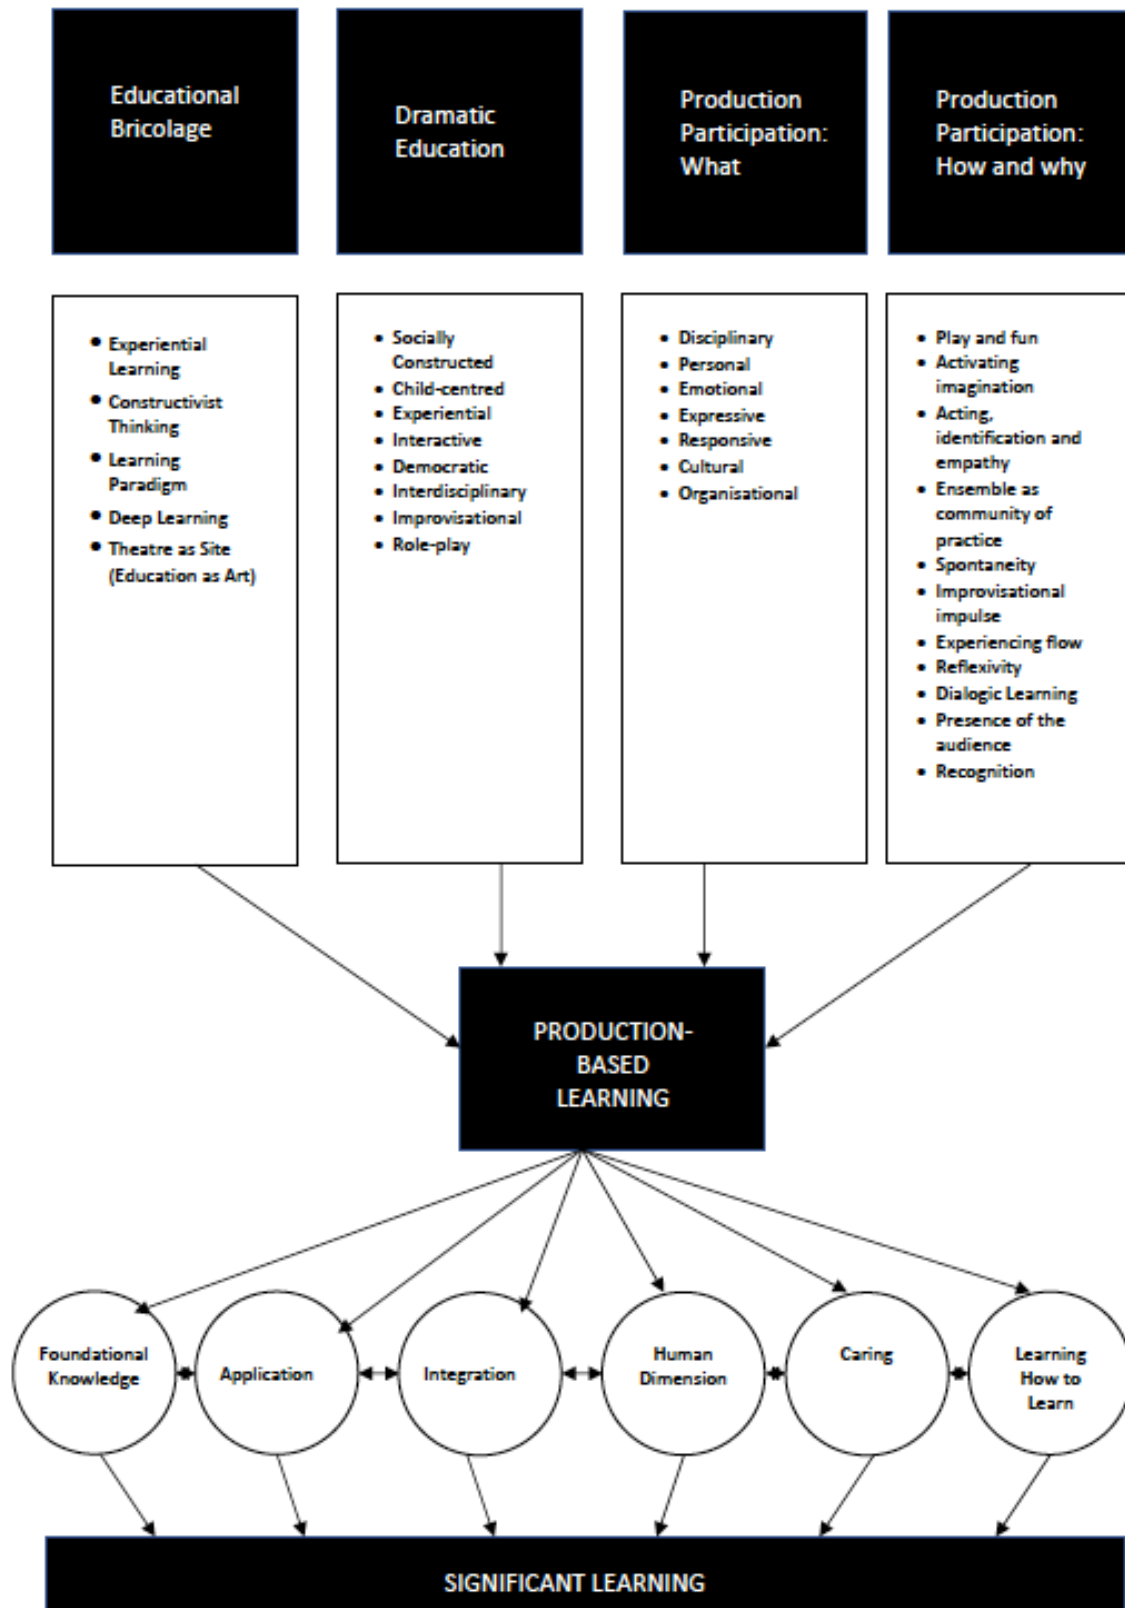 Educational
Bricolage
Dramatic
Education
Production
Participation:
What
Production
Participation:
How and why
• Experiential
Learning
• Constructivist
Thinking
• Learning
Paradigm
• Deep Learning
• Theatre as Site
(Education as Art)
• Socially
Constructed
• Child-centred
• Experiential
• Interactive
• Democratic
• Interdisciplinary
• Improvisational
• Role-play
• Disciplinary
• Personal
• Emotional
• Expressive
• Responsive
• Cultural
• Organisational
• Play and fun
• Activating
imagination
• Acting,
identification and
empathy
• Ensemble as
community of
practice
• Spontaneity
• Improvisational
impulse
• Experiencing flow
• Reflexivity
• Dialogic Learning
• Presence of the
audience
• Recognition
PRODUCTION-
BASED
LEARNING
Foundational
Knowledge
Application
Integration
Human
Dimension
Caring
Learning
How to
Learn
SIGNIFICANT LEARNING